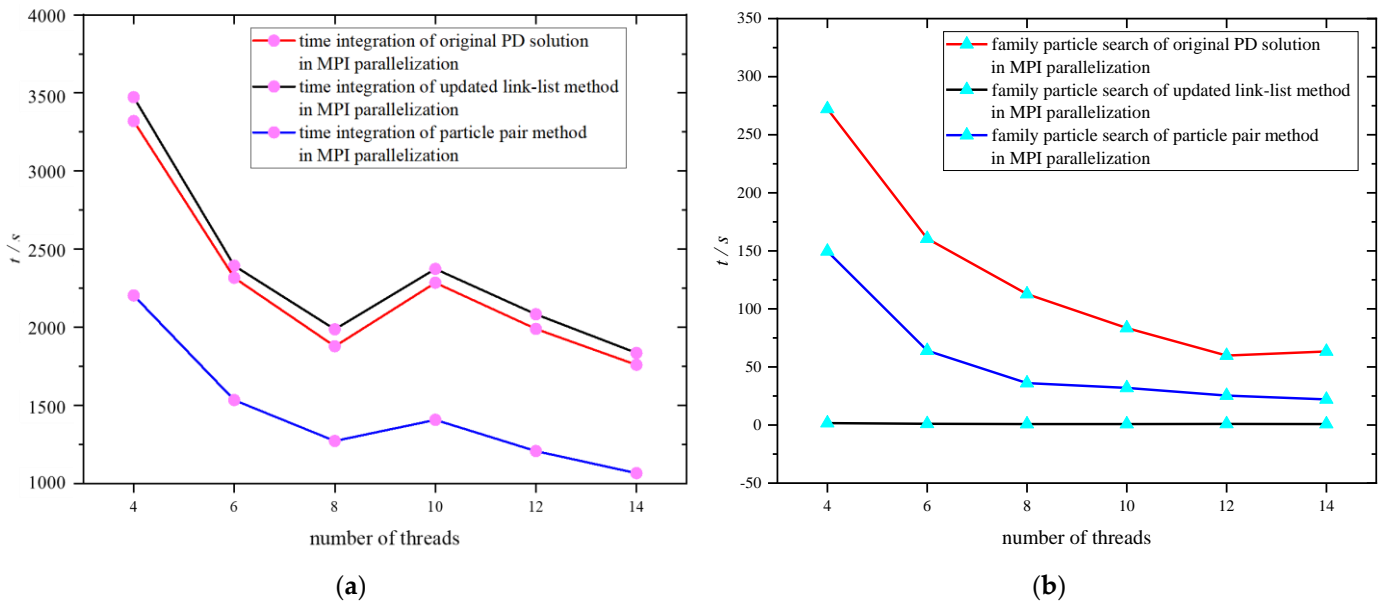 4000
3500
3000
2500
2000
1500
1000
t / s
time integration of original PD solution
in MPI parallelization
time integration of updated link-list method
in MPI parallelization
time integration of particle pair method
in MPI parallelization
4 6 8 10 12 14
number of threads
(a)
350
300
250
200
150
100
50
0
-50
t / s
family particle search of original PD solution
in MPI parallelization
family particle search of updated link-list method
in MPI parallelization
family particle search of particle pair method
in MPI parallelization
4 6 8 10 12 14
number of threads
(b)